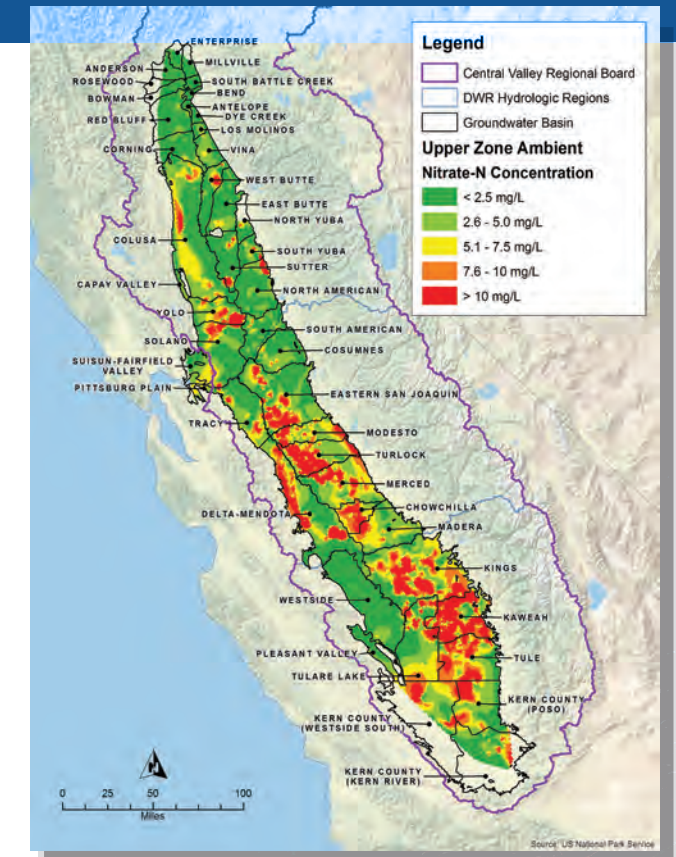 ENTERPRISE
ANDERSON
MILLVILLE
ROSEWOOD
SOUTH BATTLE CREEK
BOWMAN
BEND
ANTELOPE
RED BLUFF
DYE CREEK
LOS MOLINOS
CORNING
VINA
WEST BUTTE
EAST BUTTE
NORTH YUBA
COLUSA
SOUTH YUBA
SUTTER
CAPAY VALLEY
NORTH AMERICAN
YOLO
SOUTH AMERICAN
SOLANO
COSUMNES
SUISUN-FAIRFIELD
VALLEY
PITTSBURG PLAIN
EASTERN SAN JOAQUIN
TRACY
MODESTO
TURLOCK
MERCED
DELTA-MENDOTA
CHOWCHILLA
MADERA
KINGS
WESTSIDE
KAWEAH
PLEASANT VALLEY
TULE
TULARE LAKE
KERN COUNTY
(POSO)
KERN COUNTY
(WESTSIDE SOUTH)
KERN COUNTY
(KERN RIVER)
Legend
Central Valley Regional Board
DWR Hydrologic Regions
Groundwater Basin
Upper Zone Ambient
Nitrate-N Concentration
< 2.5 mg/L
2.6 - 5.0 mg/L
5.1 - 7.5 mg/L
7.6 - 10 mg/L
> 10 mg/L
N
0 25 50 100
Miles
Source: US National Park Service